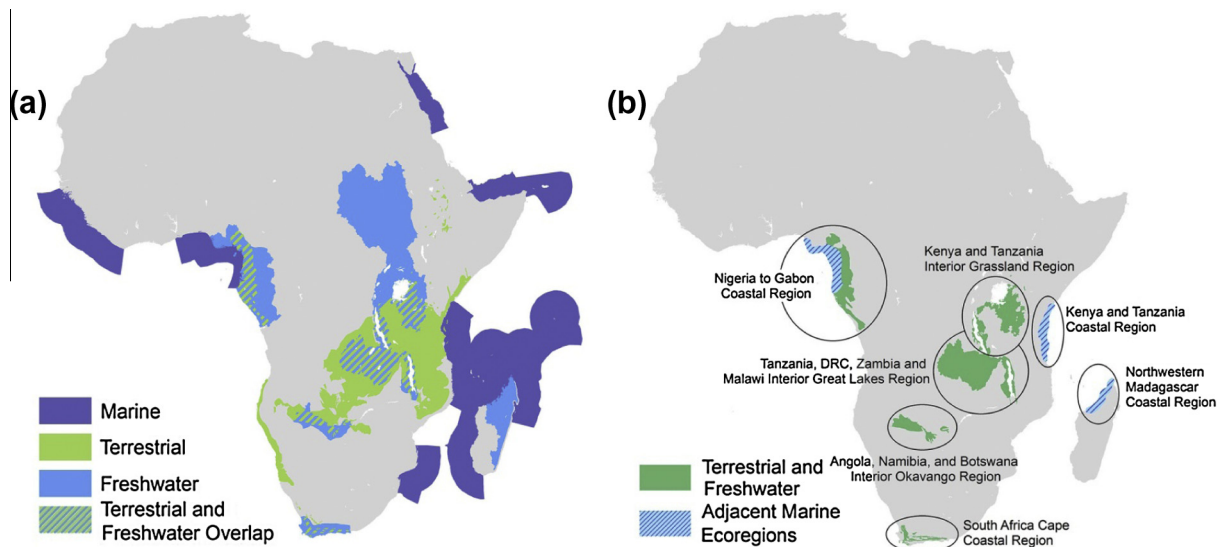 (a)
Marine
Terrestrial
Freshwater
Terrestrial and
Freshwater Overlap
(b)
Kenya and Tanzania
Interior Grassland Region
Nigeria to Gabon
Coastal Region
Kenya and Tanzania
Coastal Region
Tanzania, DRC, Zambia and
Malawi Interior Great Lakes Region
Northwestern
Madagascar
Coastal Region
Angola, Namibia, and Botswana
Interior Okavango Region
Terrestrial and
Freshwater
Adjacent Marine
Ecoregions
South Africa Cape
Coastal Region